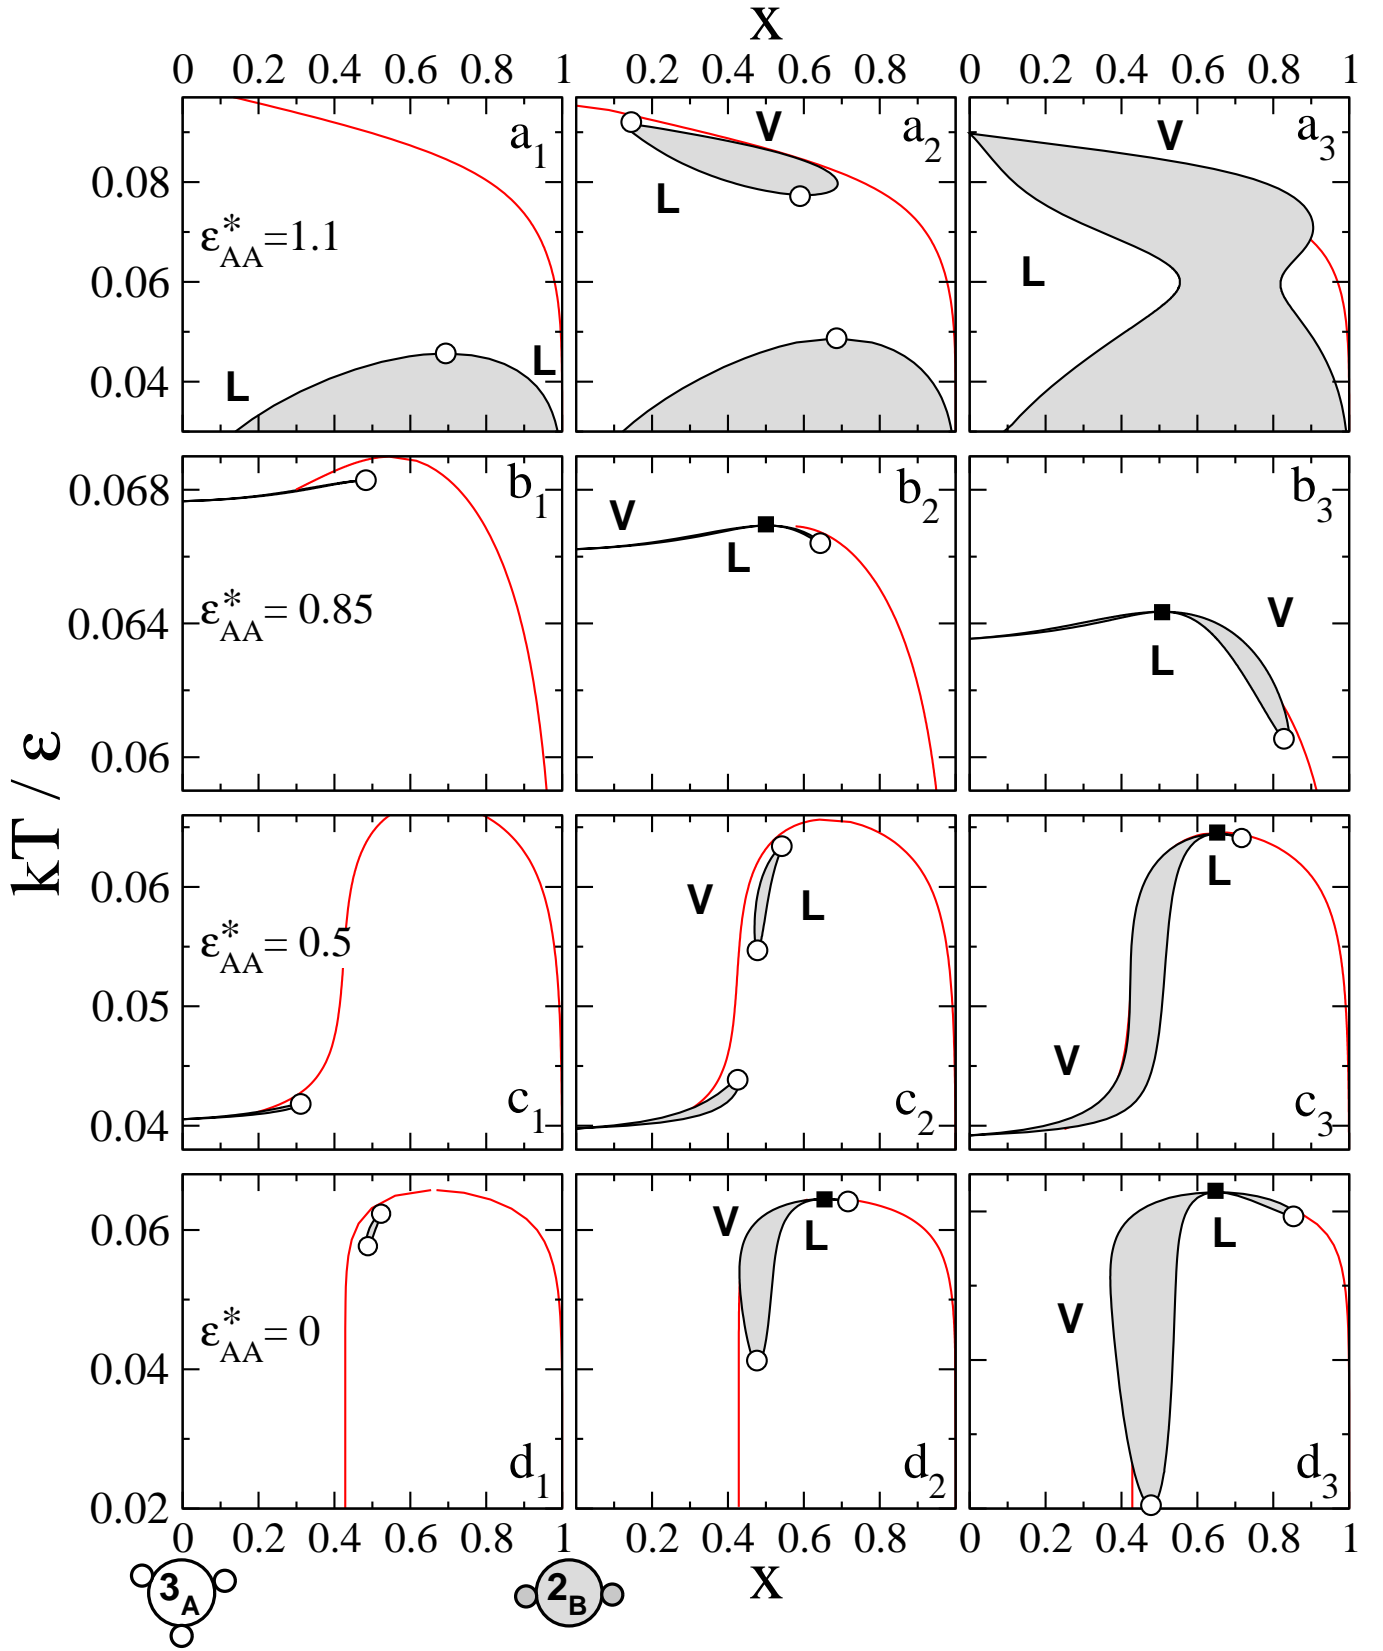 x
0 0.2 0.4 0.6 0.8 1 0.2 0.4 0.6 0.8 0 0.2 0.4 0.6 0.8 1
a1 V a2 V a3
0.08
L
ε*AA=1.1
L
0.06
L L
0.04
b1 b2 b3
0.068
V
L
ε*AA= 0.85
0.064
V
L
0.06
kT / ε
c1 c2 c3
0.06
V L
L
ε*AA= 0.5
0.05
V
0.04
d1 d2 d3
0.06
V L
L
ε*AA= 0
V
0.04
0.02
0 0.2 0.4 0.6 0.8 1 0.2 0.4 0.6 0.8 0 0.2 0.4 0.6 0.8 1
x
3A 2B